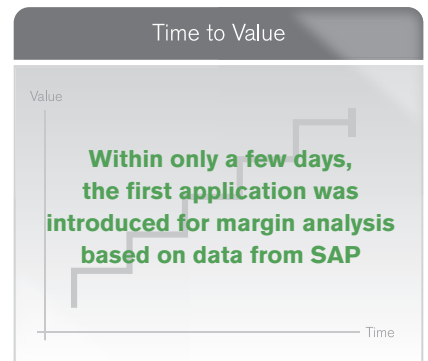 Time to Value
Value
Within only a few days,
the first application was
introduced for margin analysis
based on data from SAP
Time